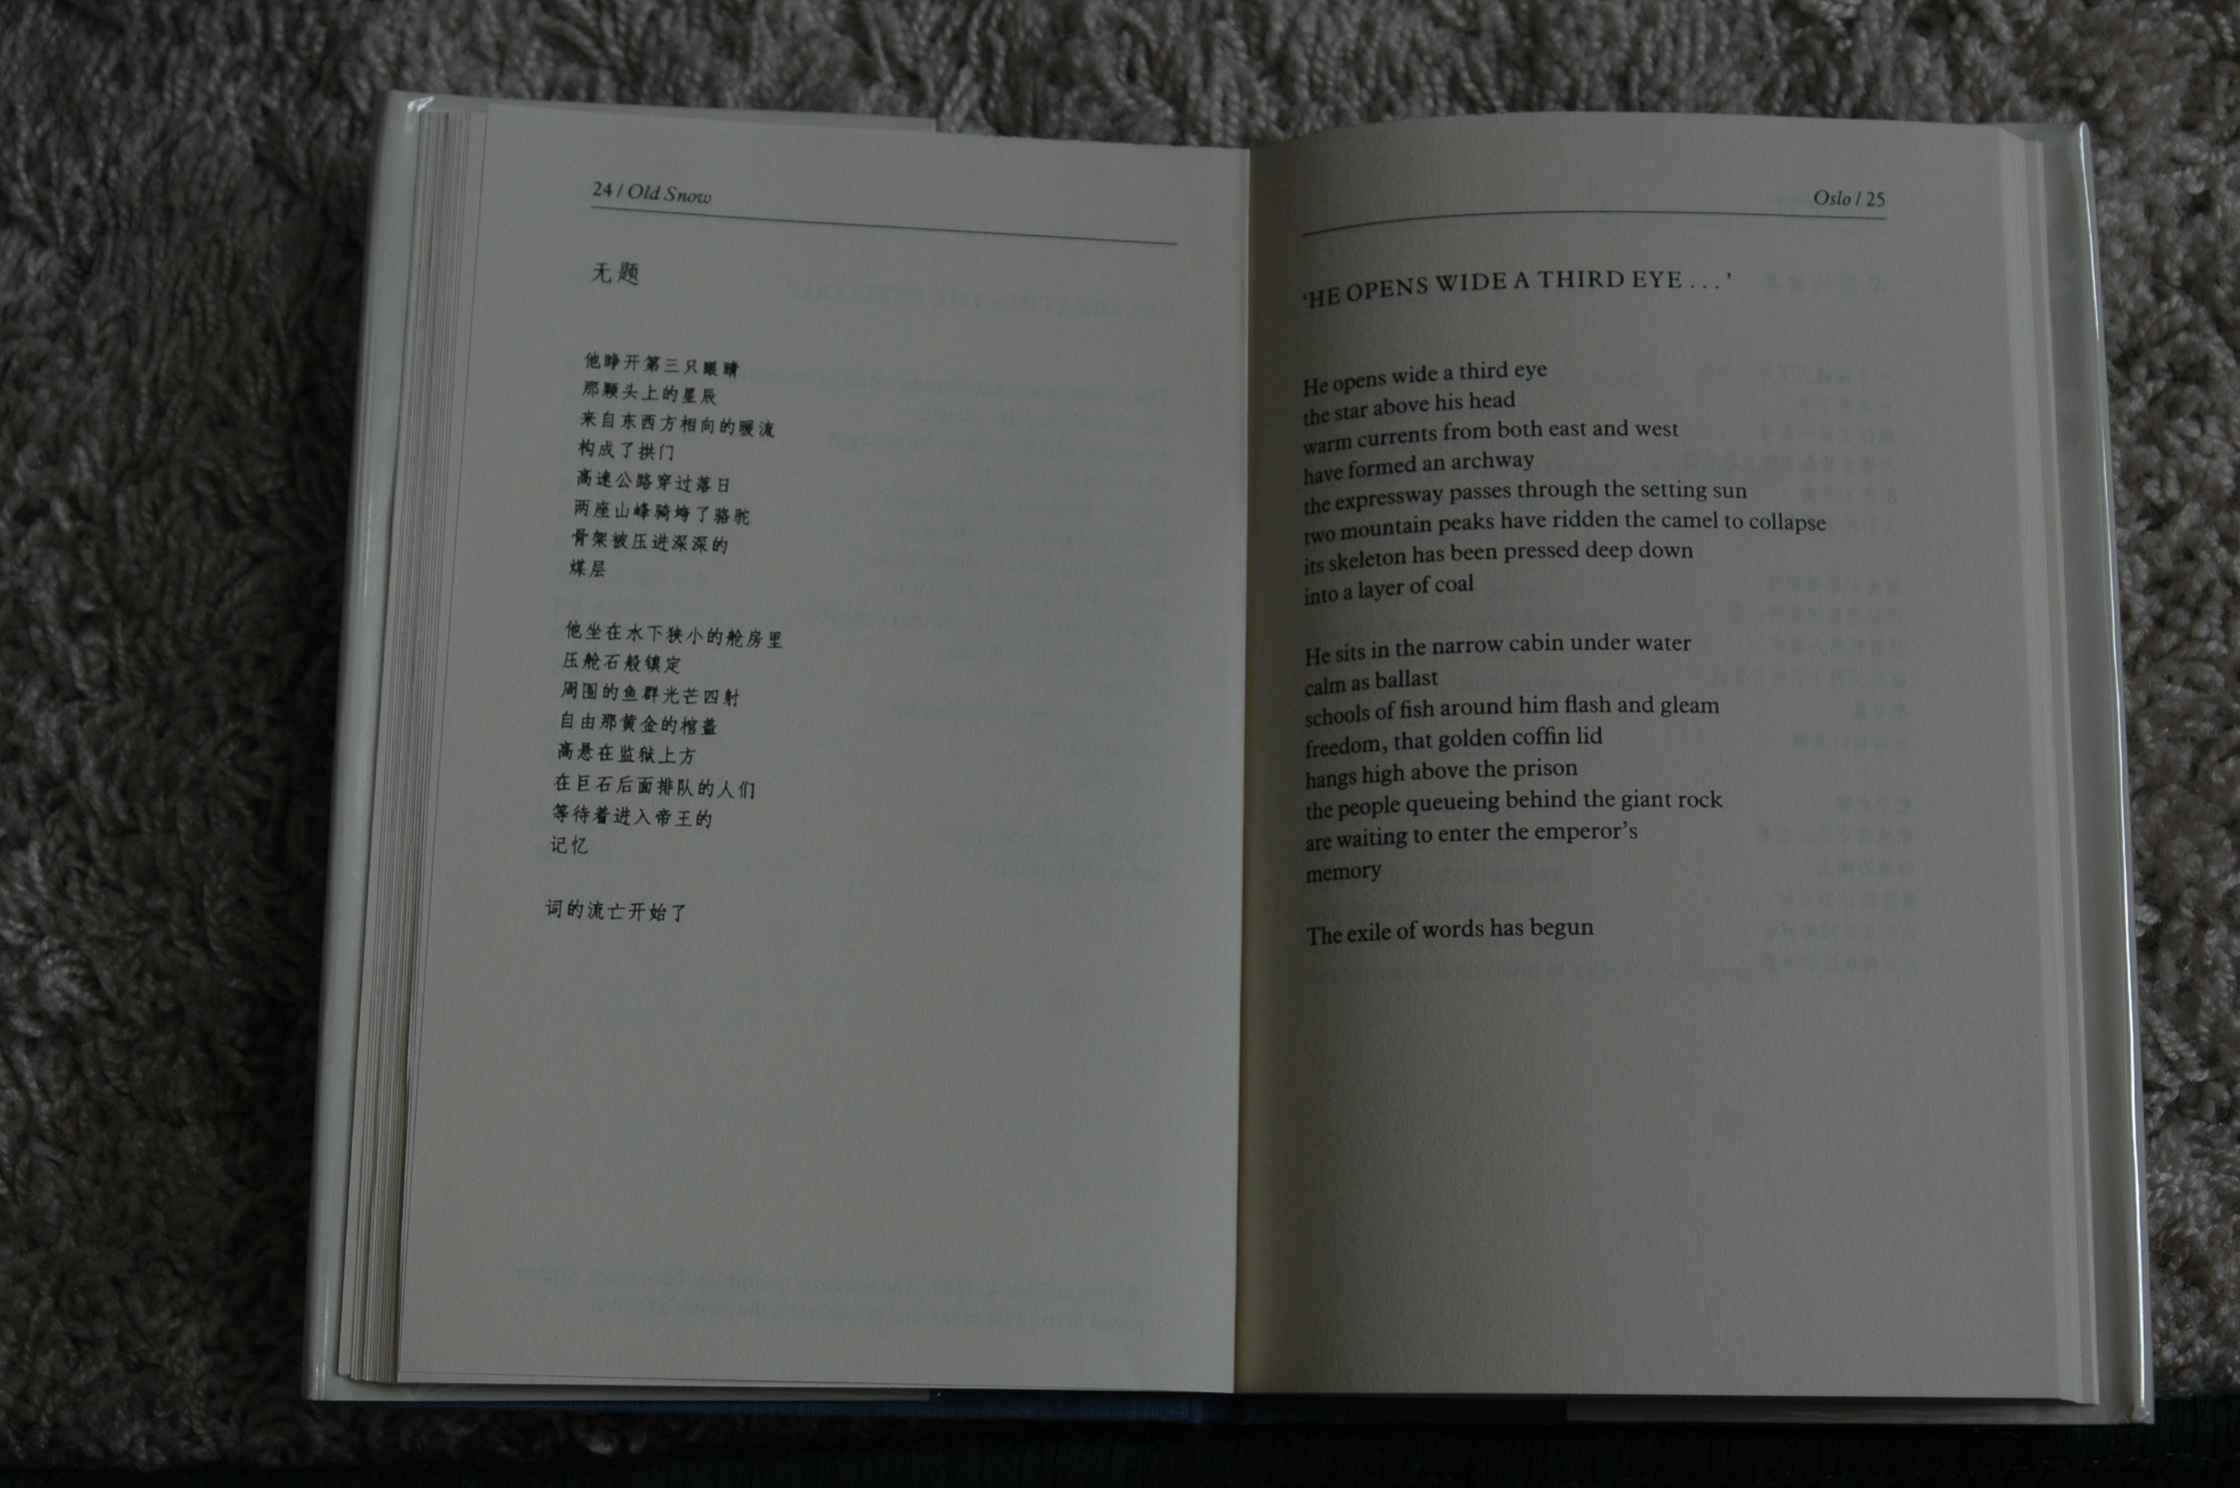 24 / Old Snow
无题
他睁开第三只眼睛
那颗头上的星辰
来自东西方相向的暖流
构成了拱门
高速公路穿过落日
两座山峰骑垮了骆驼
骨架被压进深深的
煤层
他坐在水下狭小的舱房里
压舱石般镇定
周围的鱼群光芒四射
自由那黄金的棺盖
高悬在监狱上方
在巨石后面排队的人们
等待着进入帝王的
记忆
词的流亡开始了
Oslo / 25
‘HE OPENS WIDE A THIRD EYE . . . .’
He opens wide a third eye
the star above his head
warm currents from both east and west
have formed an archway
the expressway passes through the setting sun
two mountain peaks have ridden the camel to collapse
its skeleton has been pressed deep down
into a layer of coal
He sits in the narrow cabin under water
calm as ballast
schools of fish around him flash and gleam
freedom, that golden coffin lid
hangs high above the prison
the people queueing behind the giant rock
are waiting to enter the emperor’s
memory
The exile of words has begun